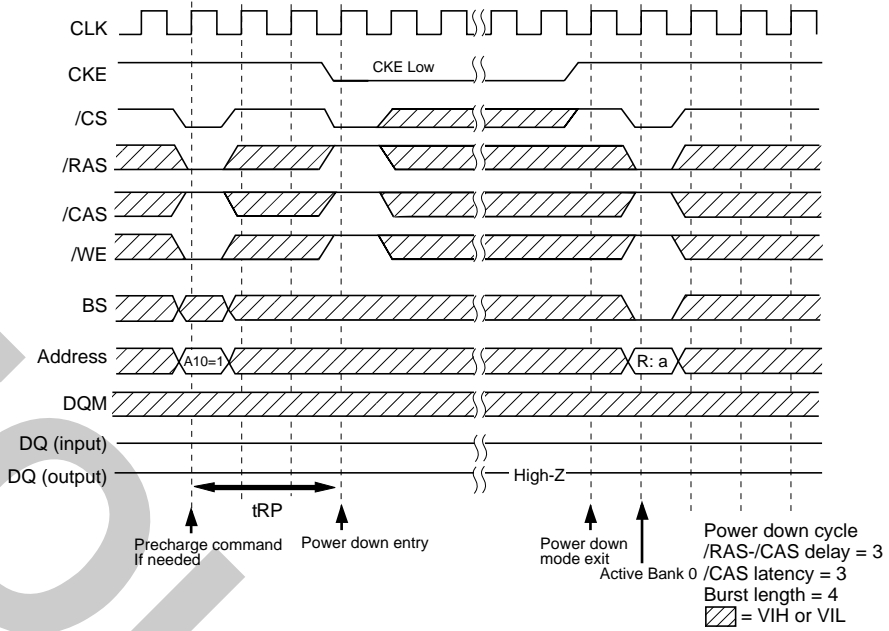 CLK
CKE
CKE Low
/CS
/RAS
/CAS
/WE
BS
Address
A10=1
R: a
DQM
DQ (input)
DQ (output)
High-Z
tRP
Precharge command
If needed
Power down entry
Power down
mode exit
Active Bank 0
Power down cycle
/RAS-/CAS delay = 3
/CAS latency = 3
Burst length = 4
= VIH or VIL